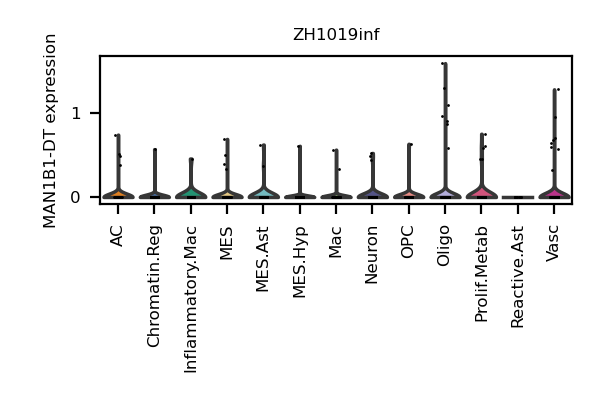 ZH1019inf
MAN1B1-DT expression
1
0
AC
Chromatin.Reg
Inflammatory.Mac
MES
MES.Ast
MES.Hyp
Mac
Neuron
OPC
Oligo
Prolif.Metab
Reactive.Ast
Vasc